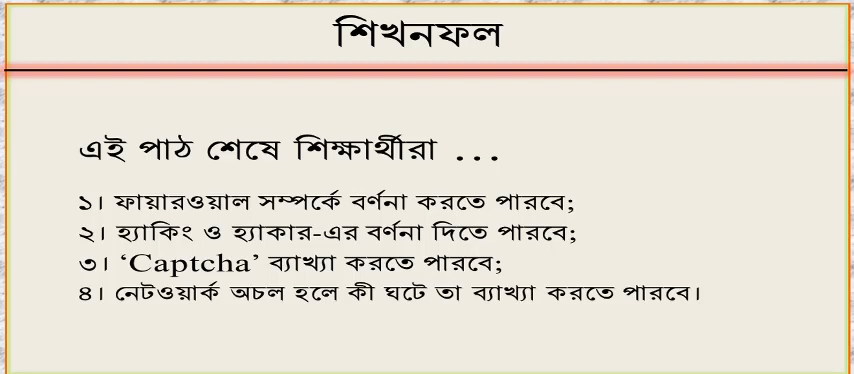 শিখনফল
এই পাঠ শেষে শিক্ষার্থীরা ...
১। ফায়ারওয়াল সম্পর্কে বর্ণনা করতে পারবে;
২। হ্যাকিং ও হ্যাকার-এর বর্ণনা দিতে পারবে;
৩। ‘Captcha’ ব্যাখ্যা করতে পারবে;
৪। নেটওয়ার্ক অচল হলে কী ঘটে তা ব্যাখ্যা করতে পারবে।